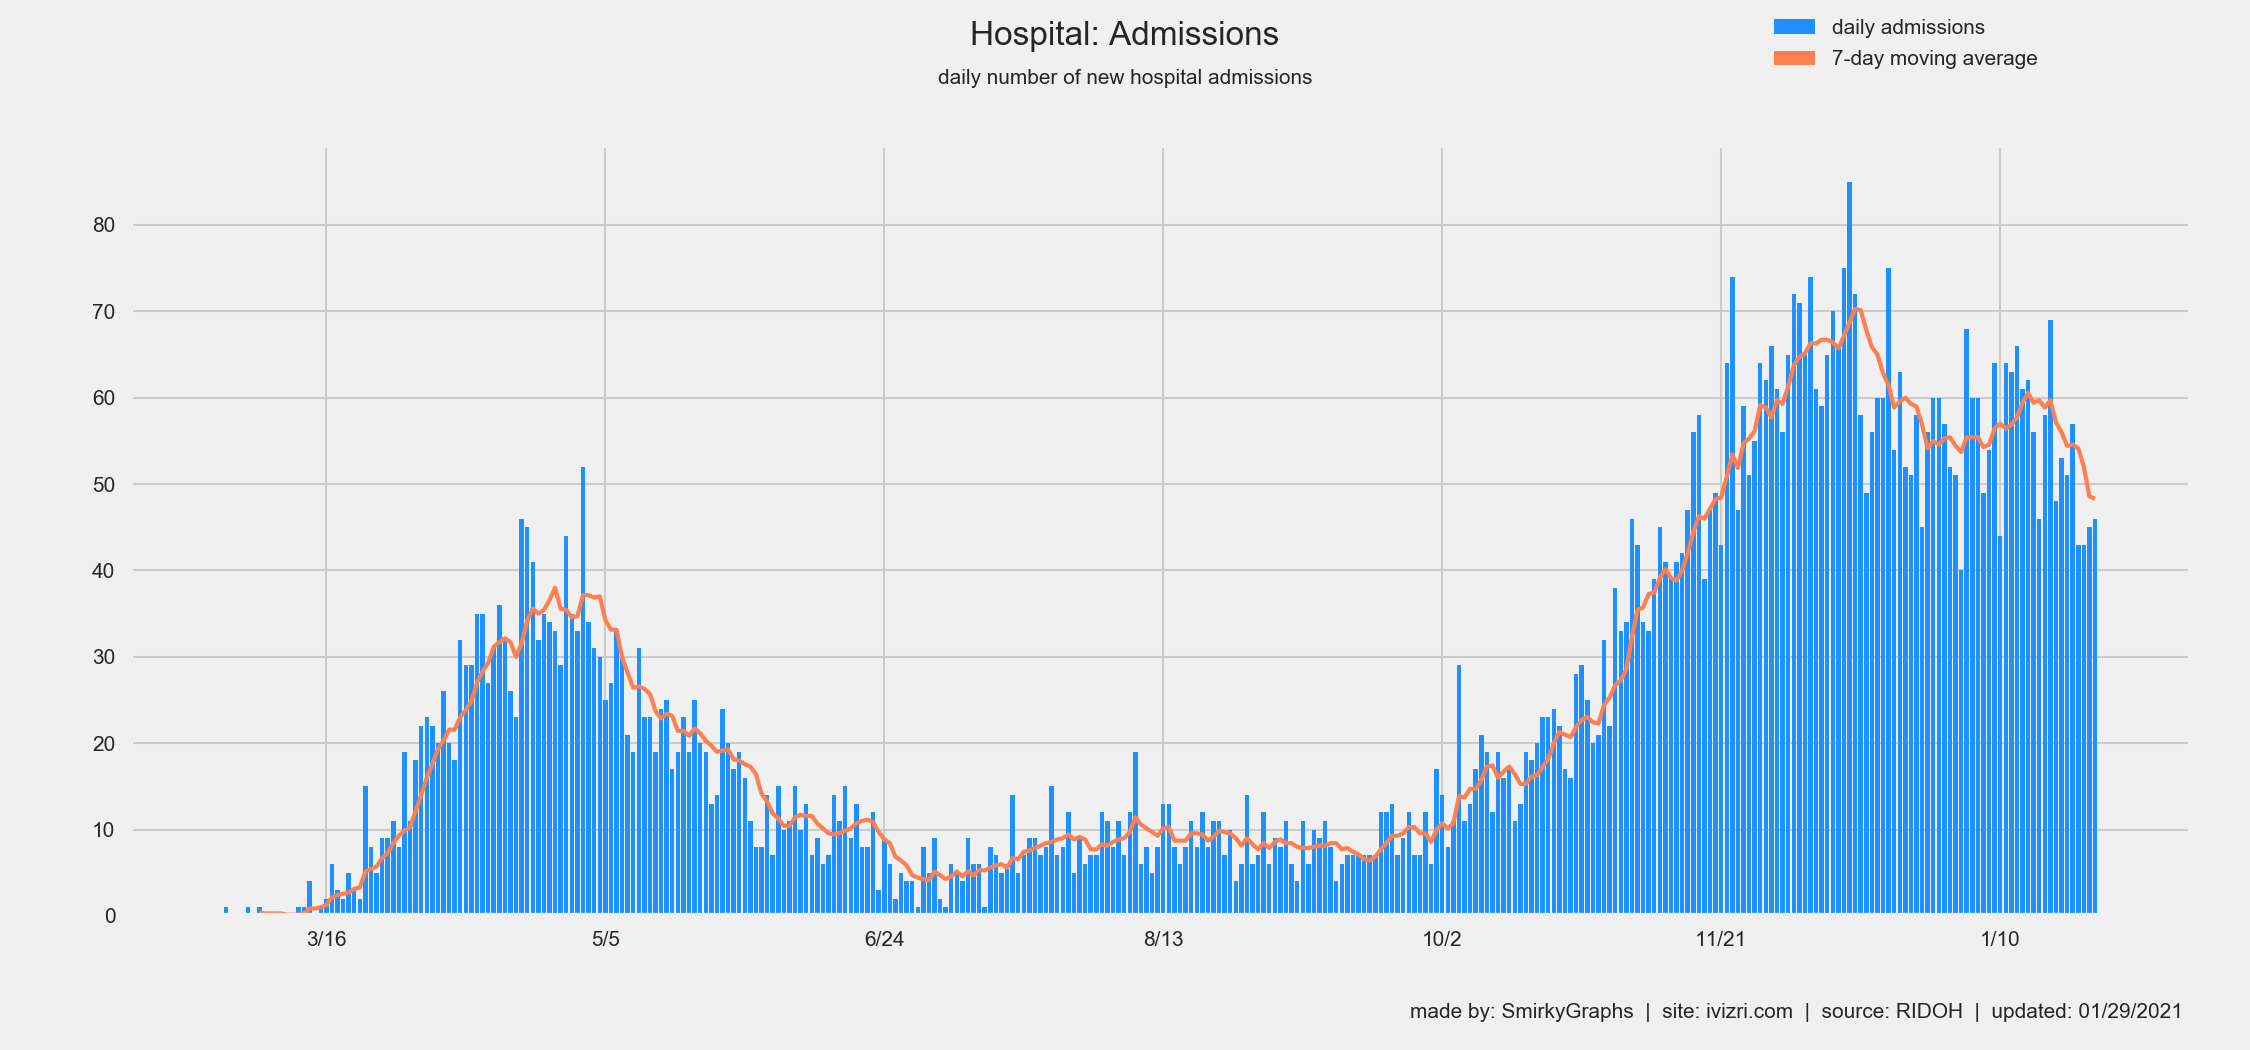 Hospital: Admissions
daily number of new hospital admissions
daily admissions
7-day moving average
80
70
60
50
40
30
20
10
0
3/16 5/5 6/24 8/13 10/2 11/21 1/10
made by: SmirkyGraphs | site: ivizri.com | source: RIDOH | updated: 01/29/2021